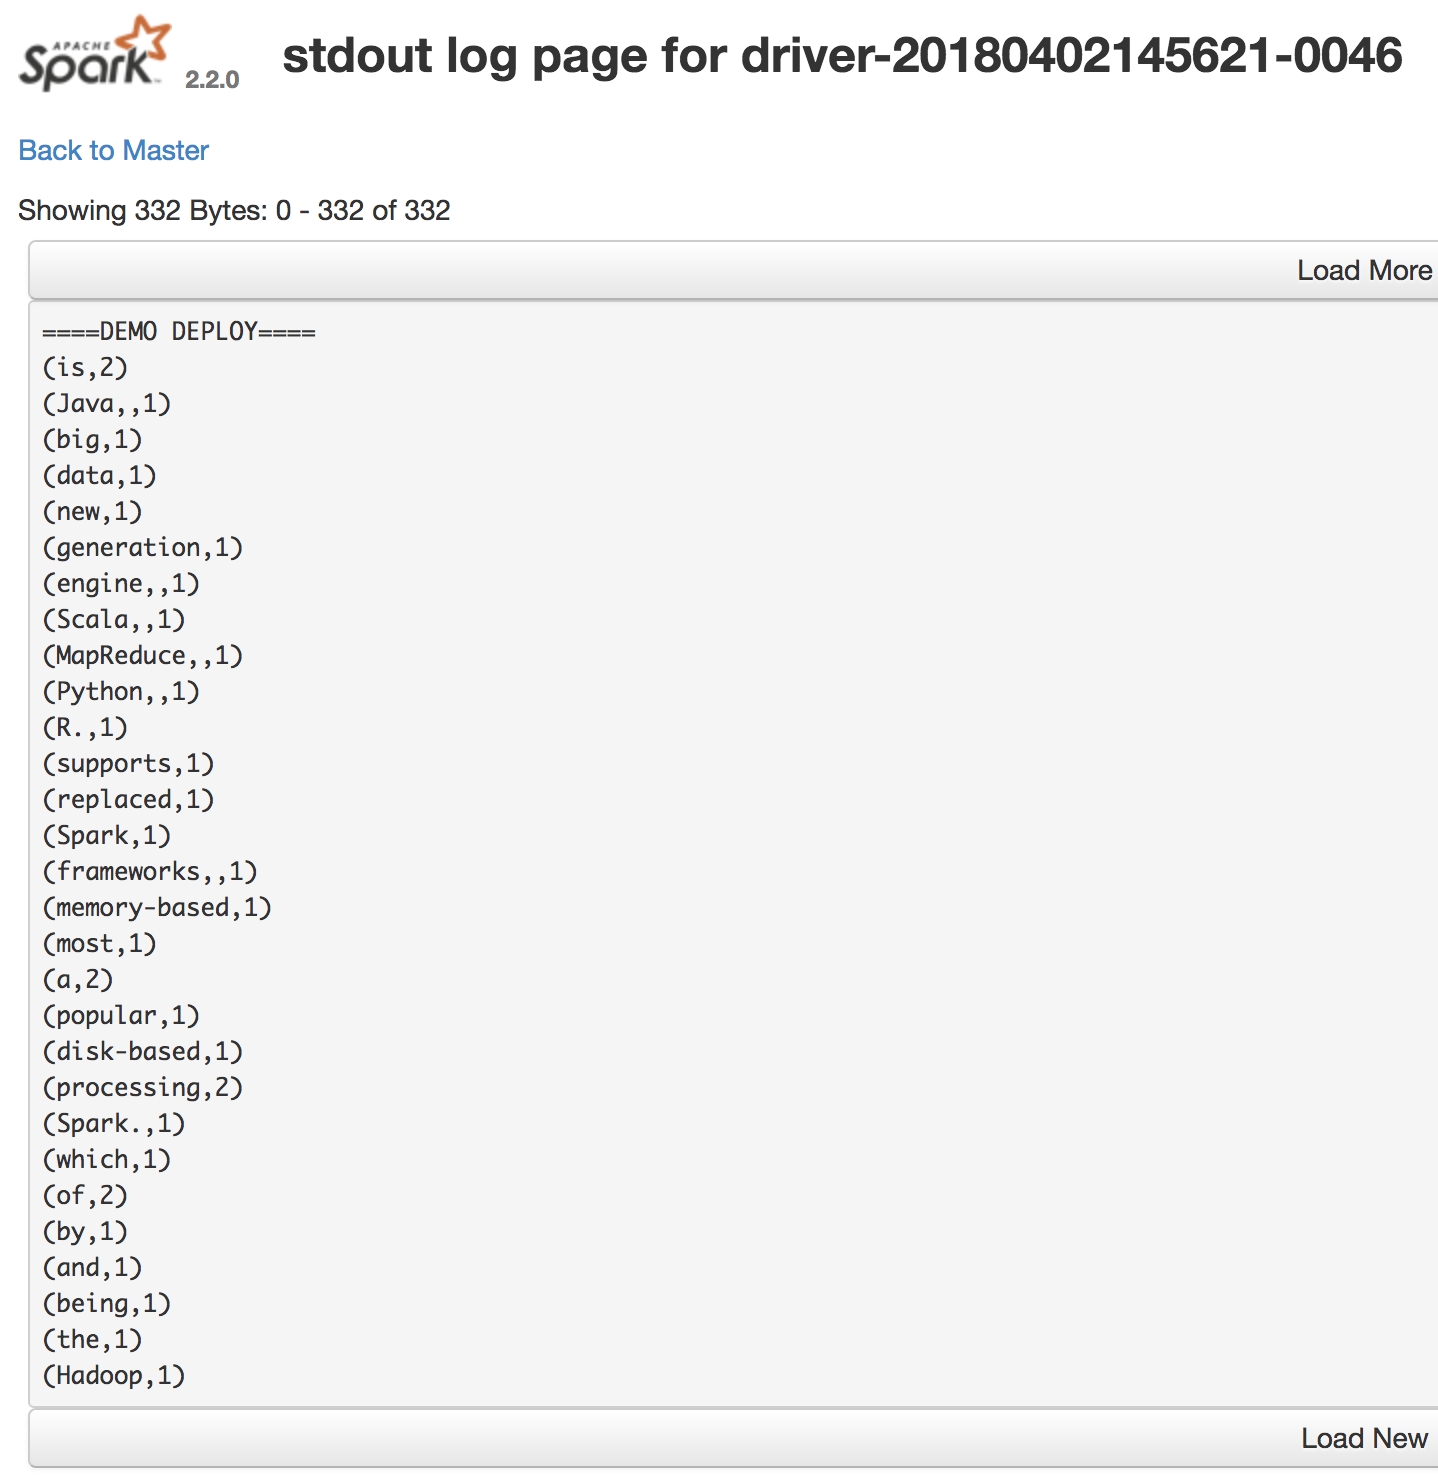 APACHE
Spark 2.2.0
stdout log page for driver-20180402145621-0046
Back to Master
Showing 332 Bytes: 0 - 332 of 332
Load More
====DEMO DEPLOY====
(is,2)
(Java,,1)
(big,1)
(data,1)
(new,1)
(generation,1)
(engine,,1)
(Scala,,1)
(MapReduce,,1)
(Python,,1)
(R.,1)
(supports,1)
(replaced,1)
(Spark,1)
(frameworks,,1)
(memory-based,1)
(most,1)
(a,2)
(popular,1)
(disk-based,1)
(processing,2)
(Spark.,1)
(which,1)
(of,2)
(by,1)
(and,1)
(being,1)
(the,1)
(Hadoop,1)
Load New